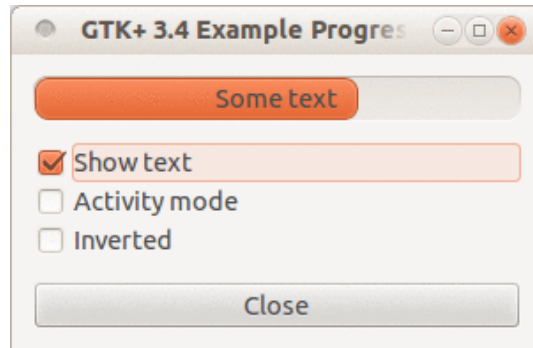 GTK+ 3.4 Example Progres
Some text
Show text
Activity mode
Inverted
Close